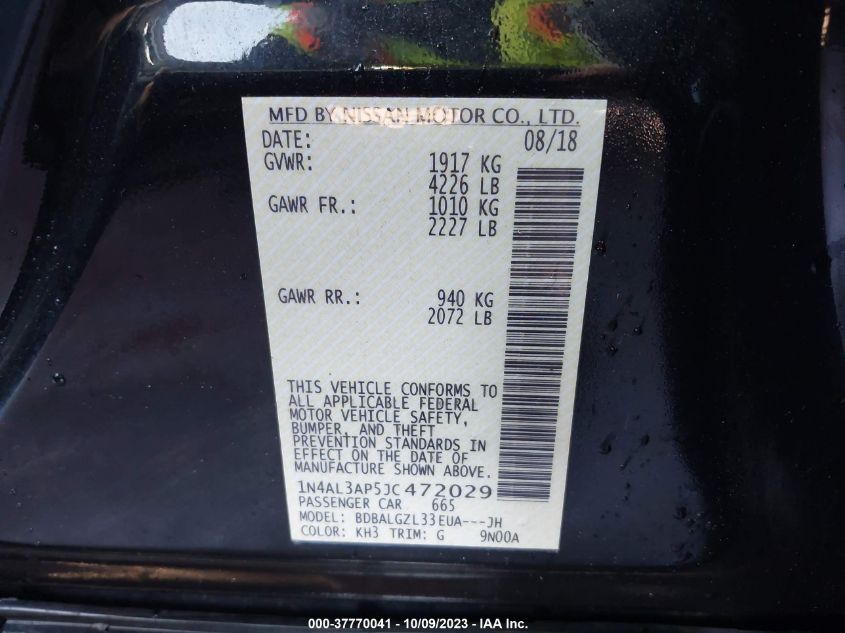 MFD BY NISSAN MOTOR CO., LTD.
DATE: 08/18
GVWR: 1917 KG
4226 LB
GAWR FR.: 1010 KG
2227 LB
GAWR RR.: 940 KG
2072 LB
THIS VEHICLE CONFORMS TO
ALL APPLICABLE FEDERAL
MOTOR VEHICLE SAFETY,
BUMPER, AND THEFT
PREVENTION STANDARDS IN
EFFECT ON THE DATE OF
MANUFACTURE SHOWN ABOVE.
1N4AL3AP5JC472029
PASSENGER CAR 665
MODEL: BDBALGZL33EUA---JH
COLOR: KH3 TRIM: G 9N00A
000-37770041 - 10/09/2023 - IAA Inc.